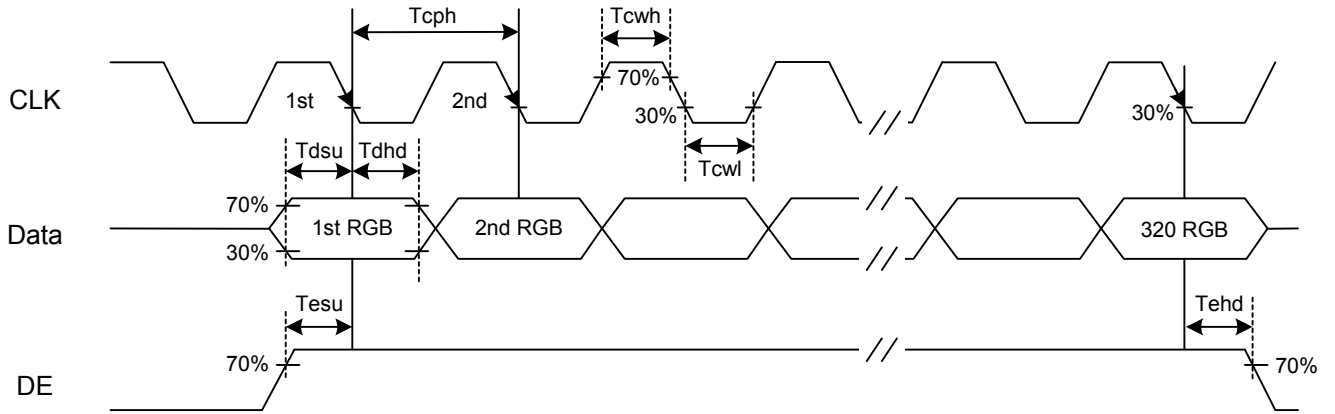 Tcph
Tcwh
CLK
1st
2nd
70%
30%
30%
Tdsu
Tdhd
Tcwl
70%
Data
1st RGB
2nd RGB
320 RGB
30%
Tesu
Tehd
70%
70%
DE